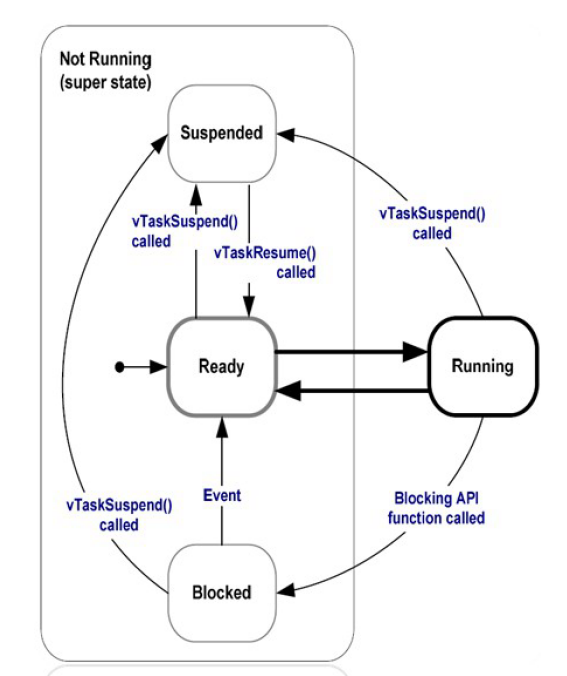 Not Running
(super state)
Suspended
vTaskSuspend()
called
vTaskSuspend()
called
vTaskResume()
called
Ready
Running
Event
vTaskSuspend()
called
Blocking API
function called
Blocked